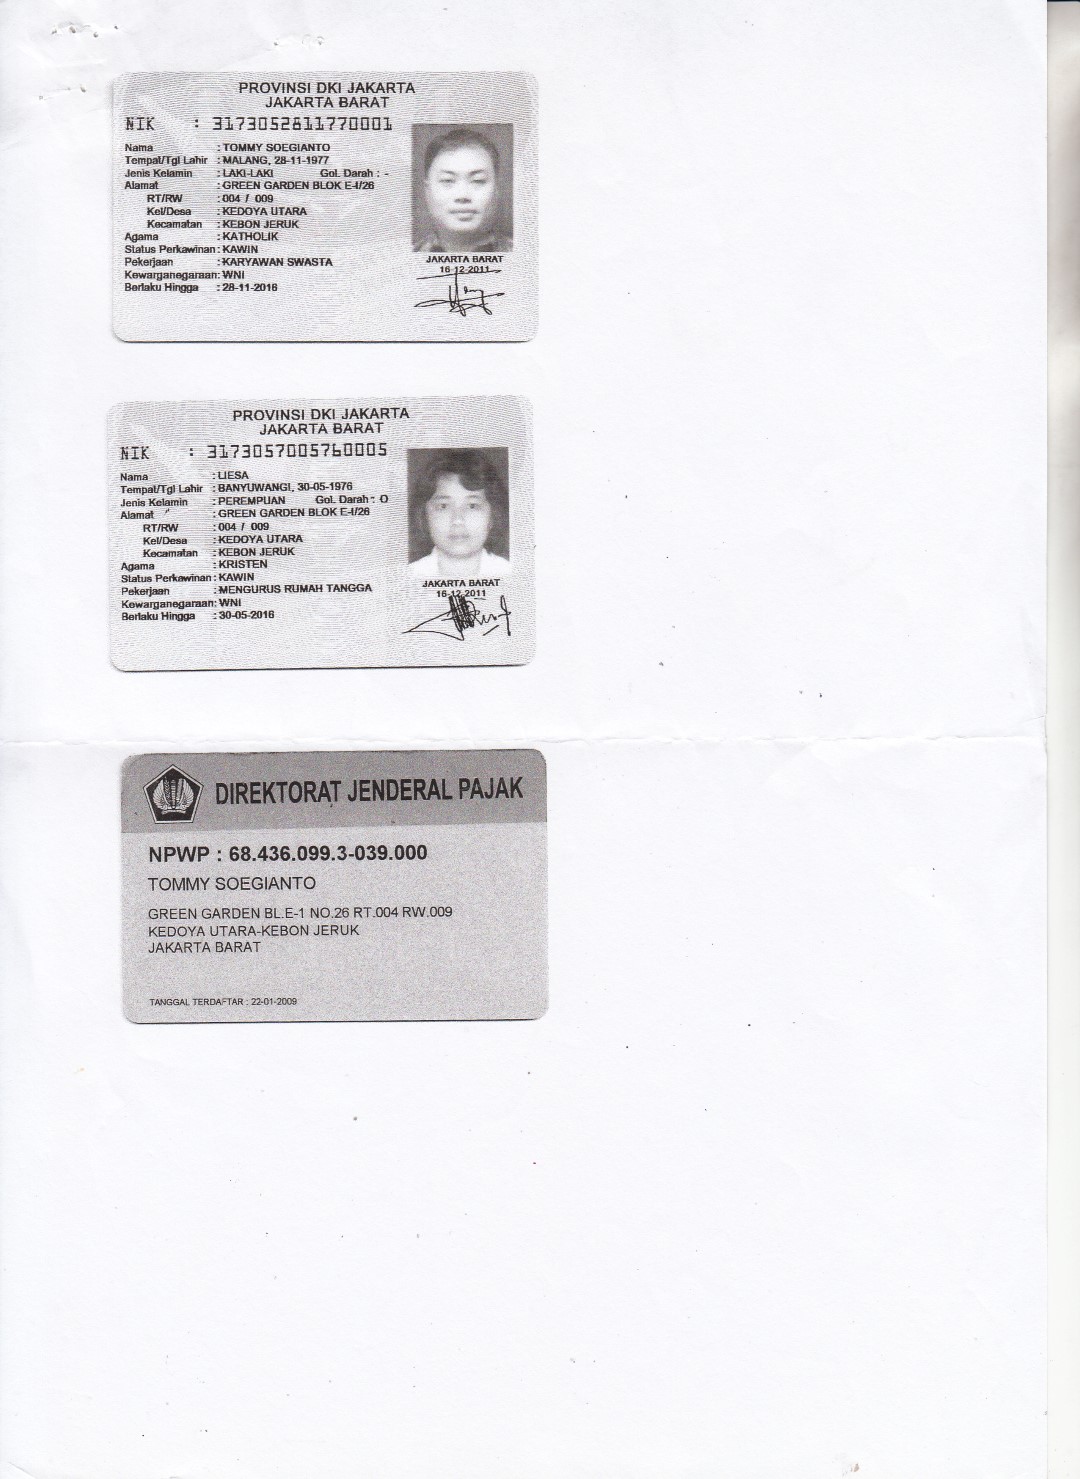 PROVINSI DKI JAKARTA
JAKARTA BARAT
NIK : 3173052811770001
Nama : TOMMY SOEGIANTO
Tempat/Tgl Lahir : MALANG, 28-11-1977
Jenis Kelamin : LAKI-LAKI Gol. Darah : -
Alamat : GREEN GARDEN BLOK E-I/26
RT/RW : 004 / 009
Kel/Desa : KEDOYA UTARA
Kecamatan : KEBON JERUK
Agama : KATHOLIK
Status Perkawinan : KAWIN
Pekerjaan : KARYAWAN SWASTA
Kewarganegaraan: WNI
Berlaku Hingga : 28-11-2016
JAKARTA BARAT
16-12-2011
PROVINSI DKI JAKARTA
JAKARTA BARAT
NIK : 3173057005760005
Nama : LIESA
Tempat/Tgl Lahir : BANYUWANGI, 30-05-1976
Jenis Kelamin : PEREMPUAN Gol. Darah : O
Alamat : GREEN GARDEN BLOK E-I/26
RT/RW : 004 / 009
Kel/Desa : KEDOYA UTARA
Kecamatan : KEBON JERUK
Agama : KRISTEN
Status Perkawinan : KAWIN
Pekerjaan : MENGURUS RUMAH TANGGA
Kewarganegaraan: WNI
Berlaku Hingga : 30-05-2016
JAKARTA BARAT
16-12-2011
DIREKTORAT JENDERAL PAJAK
NPWP : 68.436.099.3-039.000
TOMMY SOEGIANTO
GREEN GARDEN BL.E-1 NO.26 RT.004 RW.009
KEDOYA UTARA-KEBON JERUK
JAKARTA BARAT
TANGGAL TERDAFTAR : 22-01-2009